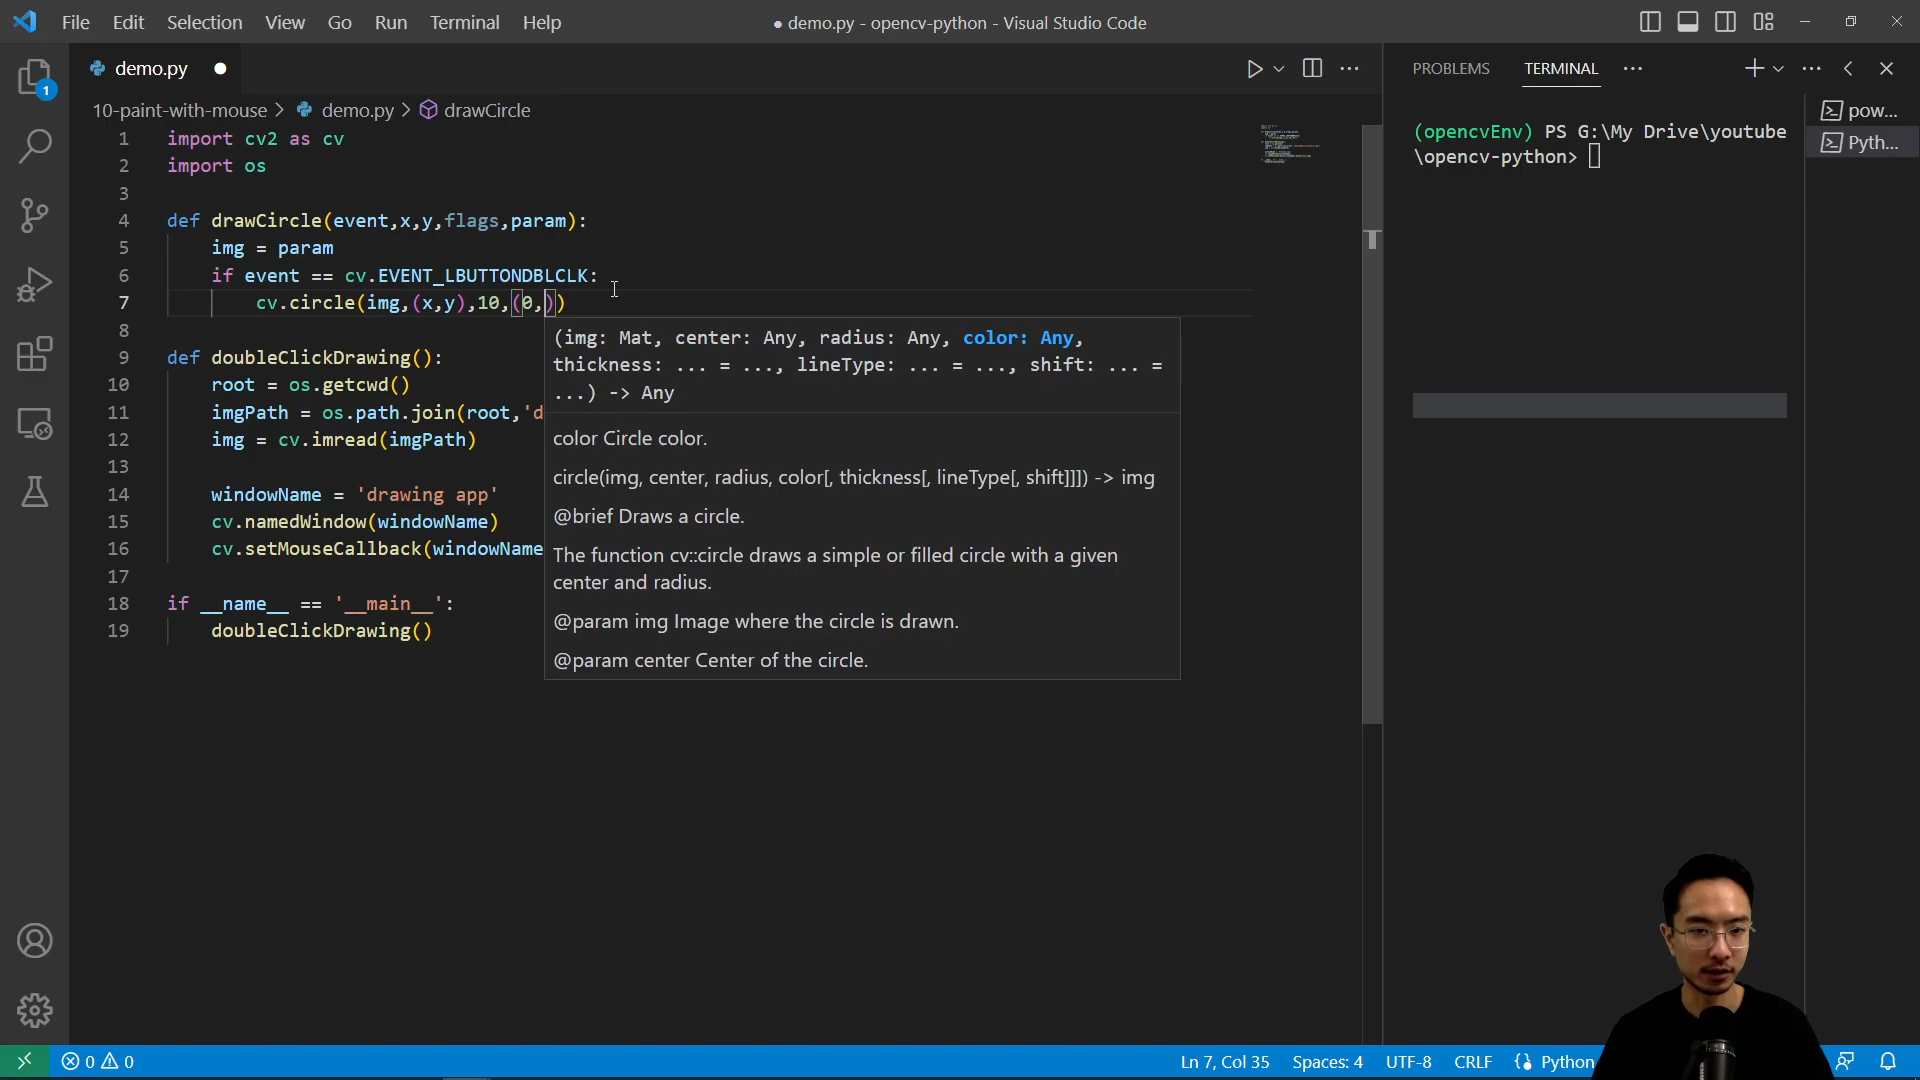 File Edit Selection View Go Run Terminal Help
● demo.py - opencv-python - Visual Studio Code
demo.py
PROBLEMS TERMINAL
10-paint-with-mouse > demo.py > drawCircle
1 import cv2 as cv
2 import os
3
4 def drawCircle(event,x,y,flags,param):
5 img = param
6 if event == cv.EVENT_LBUTTONDBLCLK:
7 cv.circle(img,(x,y),10,(0,))
8
9 def doubleClickDrawing():
10 root = os.getcwd()
11 imgPath = os.path.join(root,'d
12 img = cv.imread(imgPath)
13
14 windowName = 'drawing app'
15 cv.namedWindow(windowName)
16 cv.setMouseCallback(windowName
17
18 if __name__ == '__main__':
19 doubleClickDrawing()
(img: Mat, center: Any, radius: Any, color: Any,
thickness: ... = ..., lineType: ... = ..., shift: ... =
...) -> Any
color Circle color.
circle(img, center, radius, color[, thickness[, lineType[, shift]]]) -> img
@brief Draws a circle.
The function cv::circle draws a simple or filled circle with a given
center and radius.
@param img Image where the circle is drawn.
@param center Center of the circle.
(opencvEnv) PS G:\My Drive\youtube
\opencv-python>
pow...
Pyth...
1
0 0
Ln 7, Col 35 Spaces: 4 UTF-8 CRLF Python